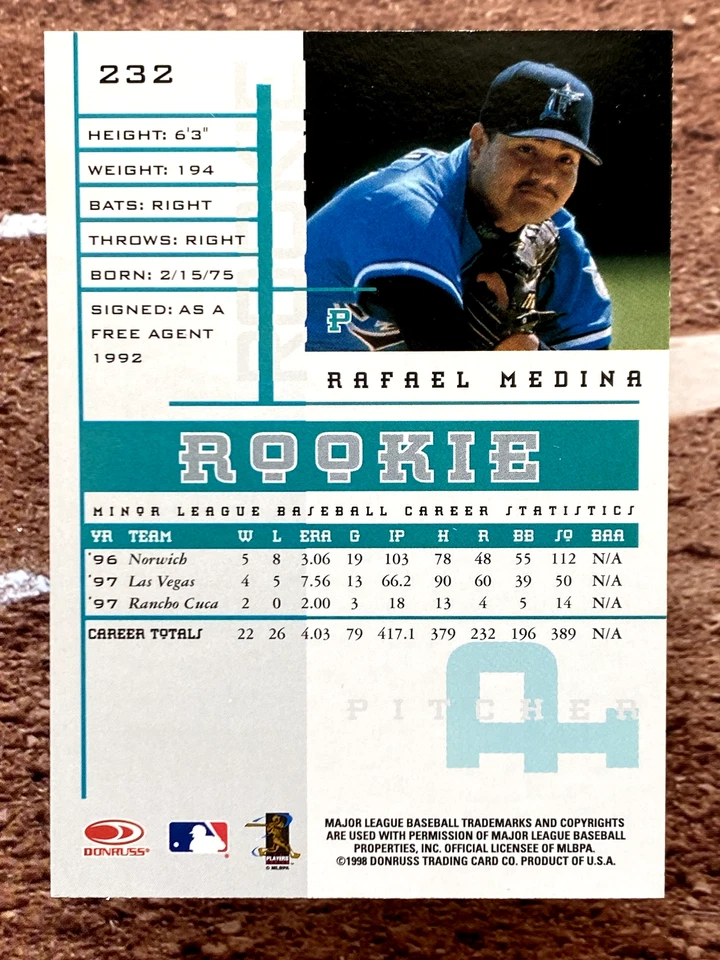 232
HEIGHT: 6'3"
WEIGHT: 194
BATS: RIGHT
THROWS: RIGHT
BORN: 2/15/75
SIGNED: AS A
FREE AGENT
1992
ROOKIE
P
RAFAEL MEDINA
ROOKIE
MINOR LEAGUE BASEBALL CAREER STATISTICS
YR TEAM W L ERA G IP H R BB SO BAA
'96 Norwich 5 8 3.06 19 103 78 48 55 112 N/A
'97 Las Vegas 4 5 7.56 13 66.2 90 60 39 50 N/A
'97 Rancho Cuca 2 0 2.00 3 18 13 4 5 14 N/A
CAREER TOTALS 22 26 4.03 79 417.1 379 232 196 389 N/A
P
PITCHER
DONRUSS
PLAYERS
© MLBPA
MAJOR LEAGUE BASEBALL TRADEMARKS AND COPYRIGHTS
ARE USED WITH PERMISSION OF MAJOR LEAGUE BASEBALL
PROPERTIES, INC. OFFICIAL LICENSEE OF MLBPA.
©1998 DONRUSS TRADING CARD CO. PRODUCT OF U.S.A.